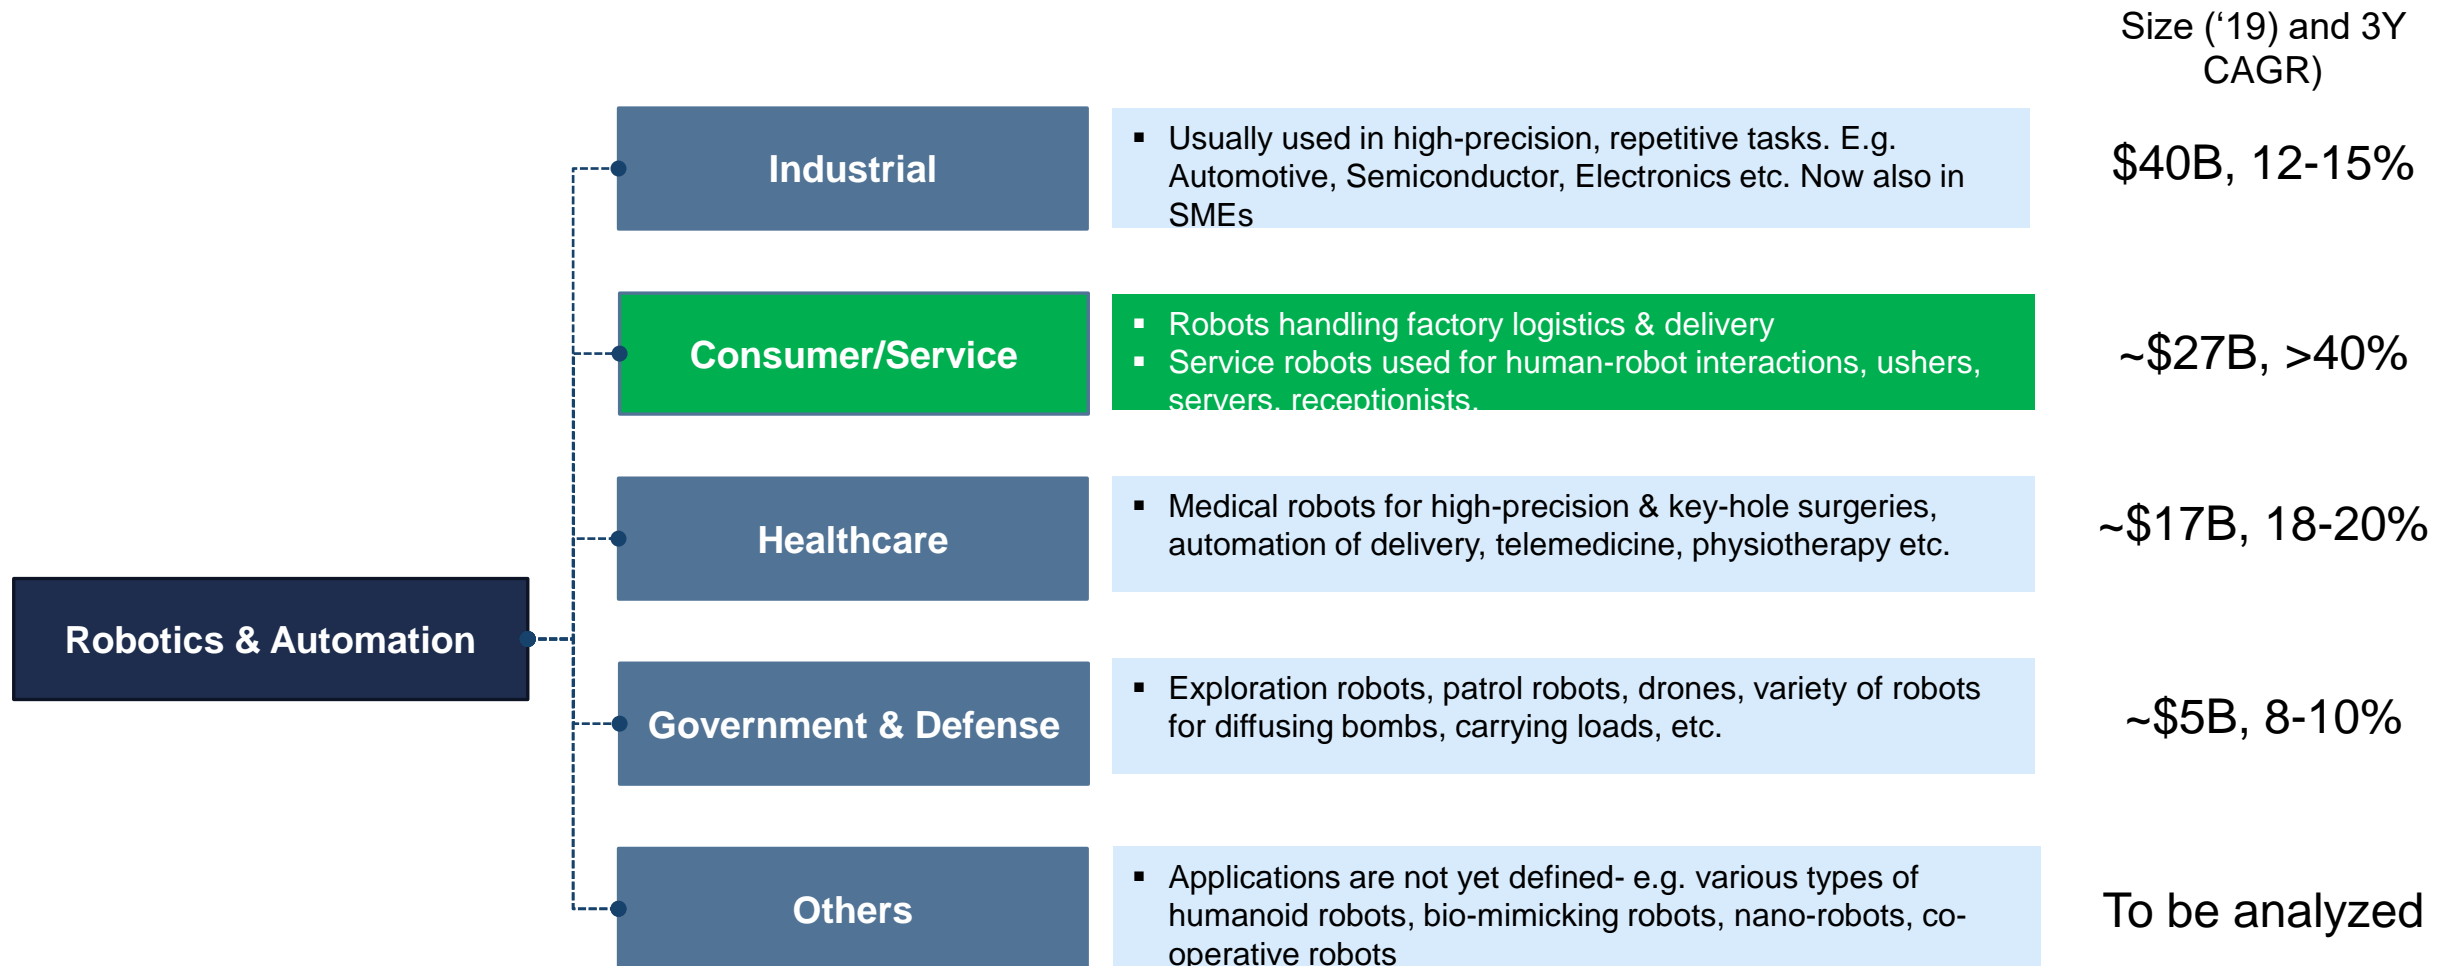 Size (‘19) and 3Y
CAGR)
Industrial
▪ Usually used in high-precision, repetitive tasks. E.g.
Automotive, Semiconductor, Electronics etc. Now also in
SMEs
$40B, 12-15%
Consumer/Service
▪ Robots handling factory logistics & delivery
▪ Service robots used for human-robot interactions, ushers,
servers, receptionists.
~$27B, >40%
Healthcare
▪ Medical robots for high-precision & key-hole surgeries,
automation of delivery, telemedicine, physiotherapy etc.
~$17B, 18-20%
Robotics & Automation
Government & Defense
▪ Exploration robots, patrol robots, drones, variety of robots
for diffusing bombs, carrying loads, etc.
~$5B, 8-10%
Others
▪ Applications are not yet defined- e.g. various types of
humanoid robots, bio-mimicking robots, nano-robots, co-
operative robots
To be analyzed